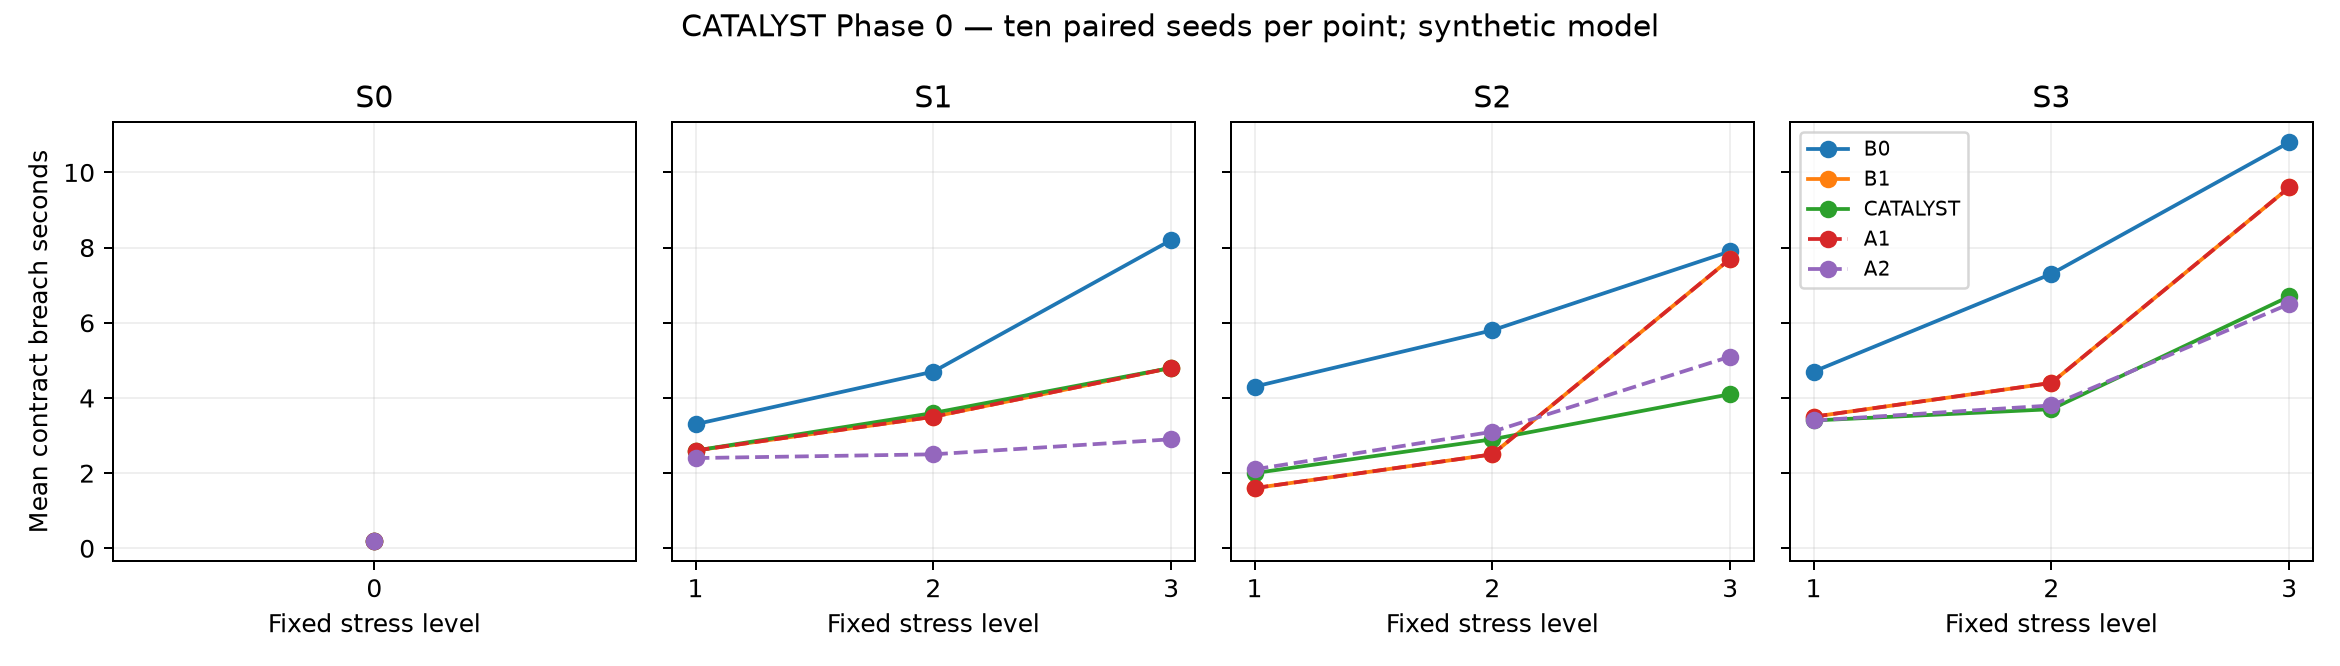 CATALYST Phase 0 — ten paired seeds per point; synthetic model
S0
S1
S2
S3
Mean contract breach seconds
10
8
6
4
2
0
B0
B1
CATALYST
A1
A2
0
1
2
3
1
2
3
1
2
3
Fixed stress level
Fixed stress level
Fixed stress level
Fixed stress level